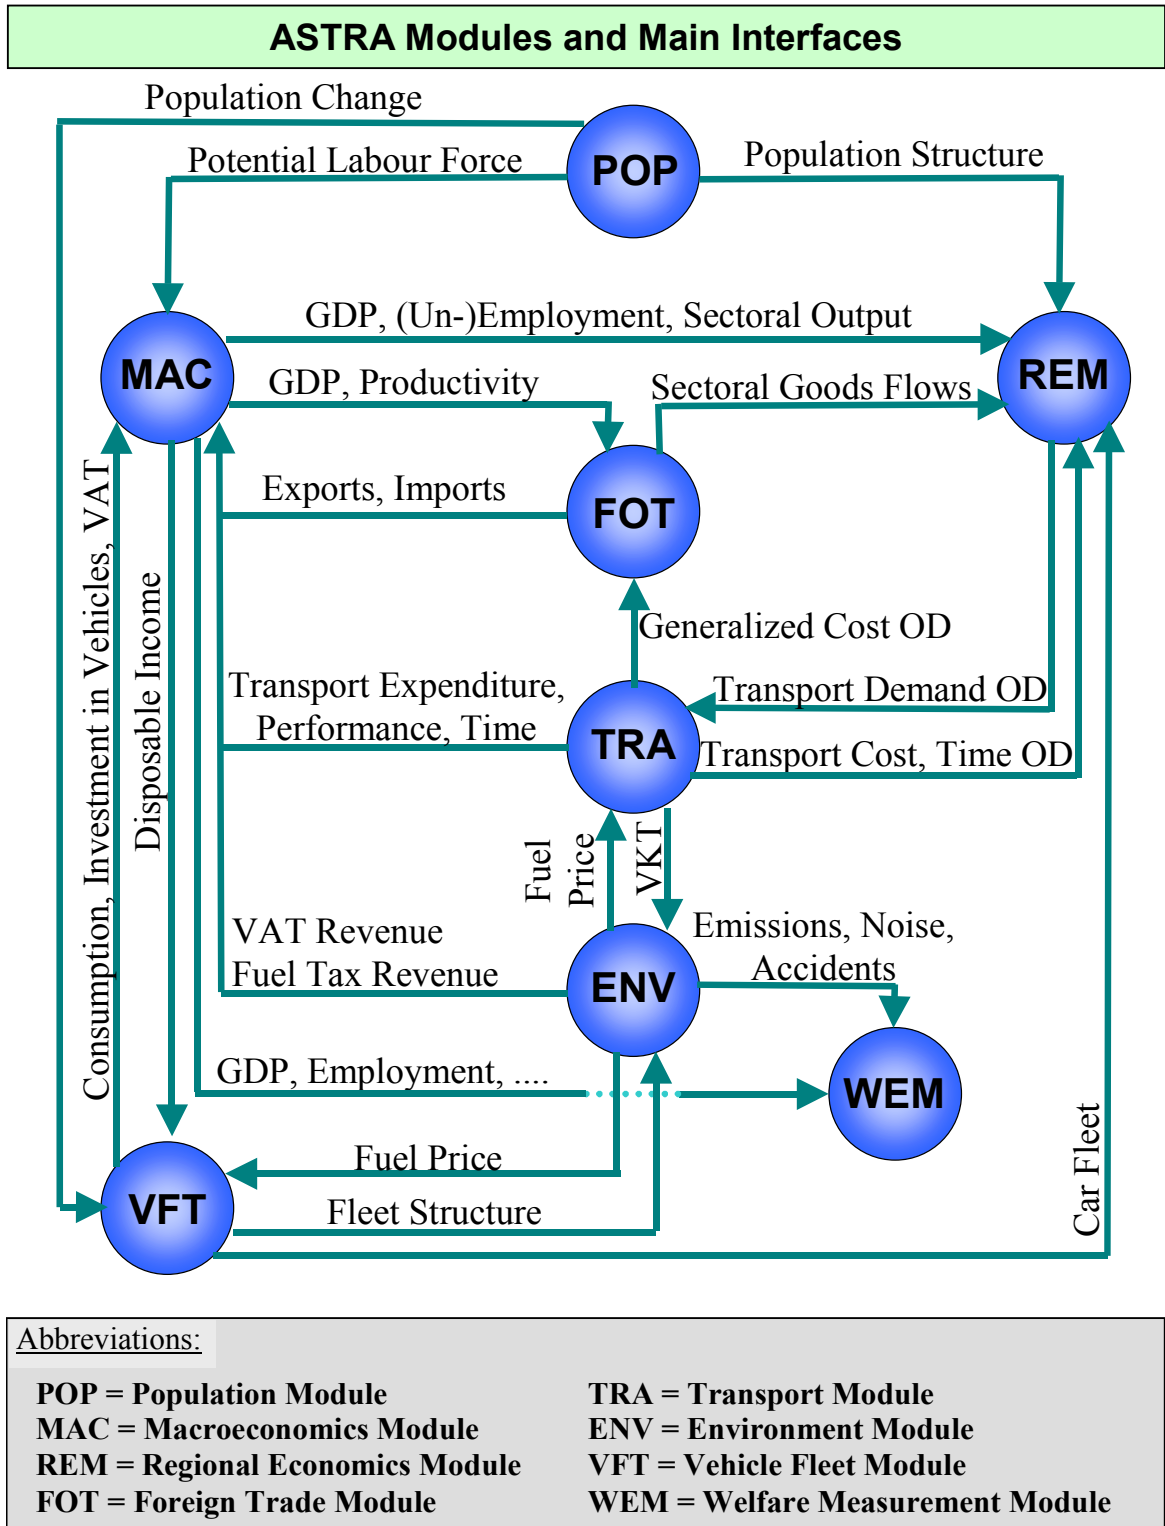 ASTRA Modules and Main Interfaces
Population Change
POP
Potential Labour Force
Population Structure
GDP, (Un-)Employment, Sectoral Output
MAC
REM
GDP, Productivity
Sectoral Goods Flows
Exports, Imports
FOT
Consumption, Investment in Vehicles, VAT
Disposable Income
Generalized Cost OD
Transport Expenditure,
Performance, Time
Transport Demand OD
TRA
Transport Cost, Time OD
Fuel
Price
VKT
VAT Revenue
Fuel Tax Revenue
Emissions, Noise,
Accidents
ENV
GDP, Employment, ....
WEM
Fuel Price
Car Fleet
VFT
Fleet Structure
Abbreviations:
POP = Population Module
MAC = Macroeconomics Module
REM = Regional Economics Module
FOT = Foreign Trade Module
TRA = Transport Module
ENV = Environment Module
VFT = Vehicle Fleet Module
WEM = Welfare Measurement Module